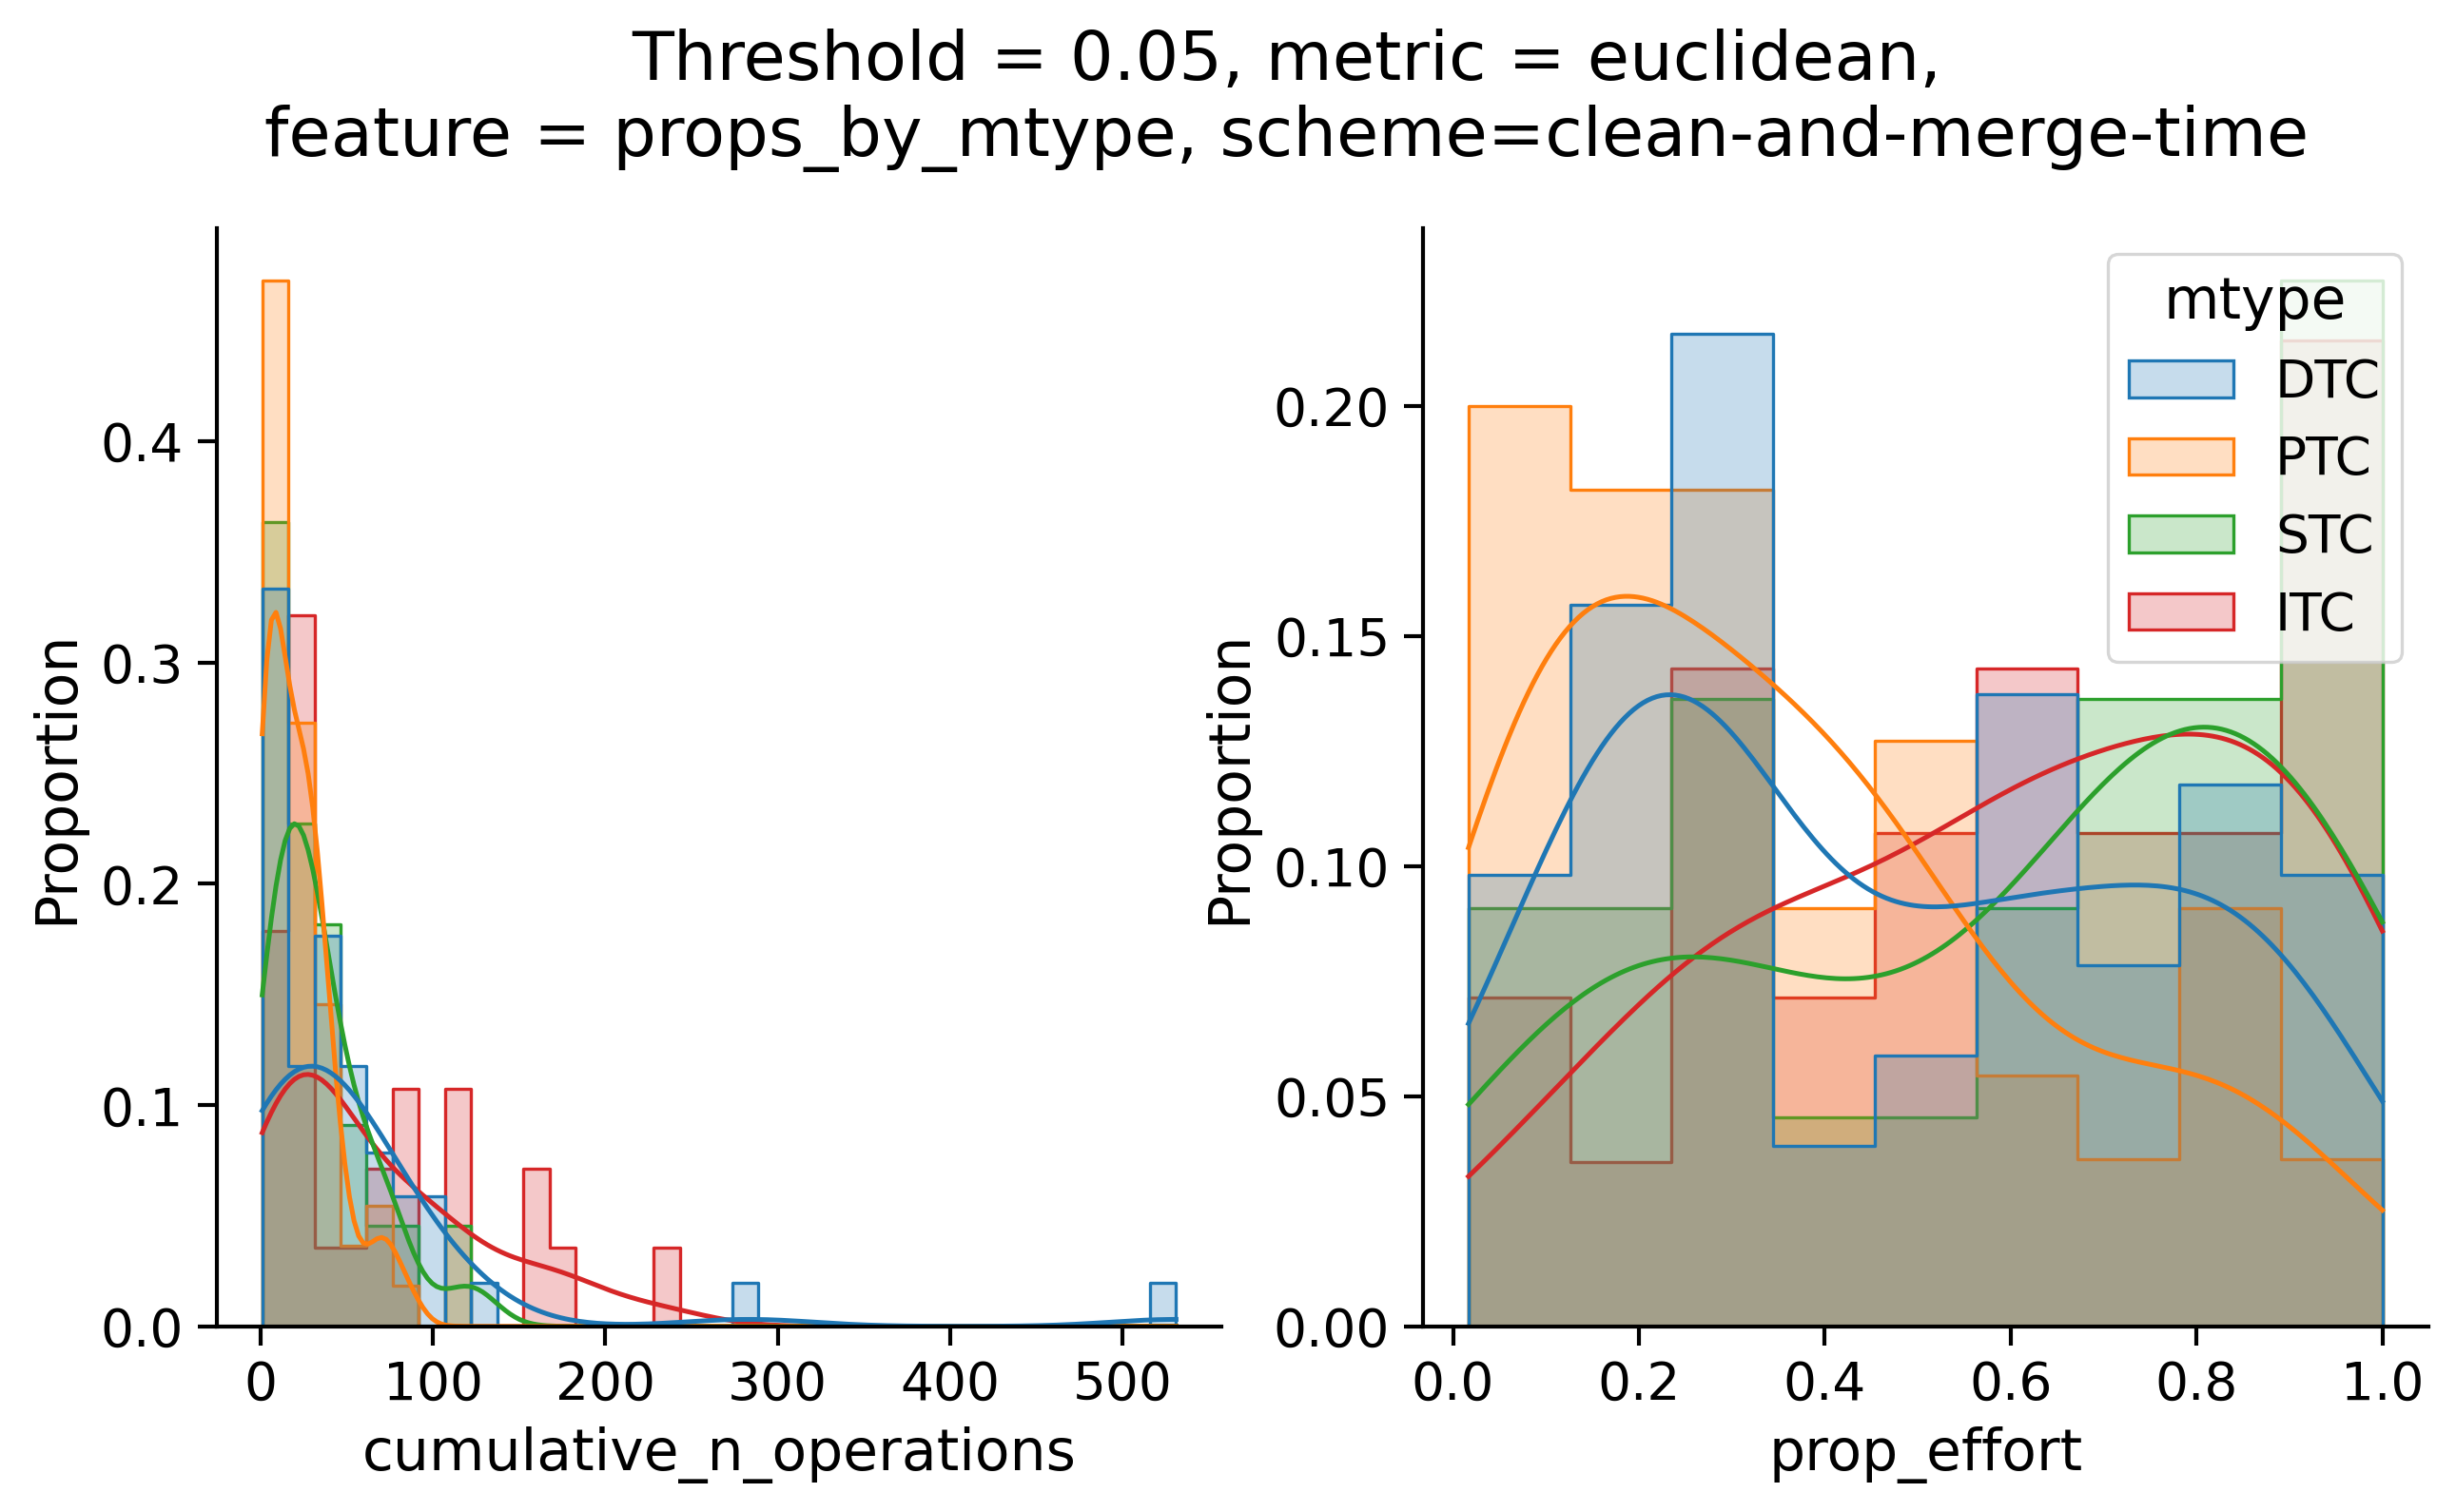 Threshold = 0.05, metric = euclidean,
feature = props_by_mtype, scheme=clean-and-merge-time
Proportion
0.4
0.3
0.2
0.1
0.0
0
100
200
300
400
500
cumulative_n_operations
Proportion
0.20
0.15
0.10
0.05
0.00
0.0
0.2
0.4
0.6
0.8
1.0
prop_effort
mtype
DTC
PTC
STC
ITC